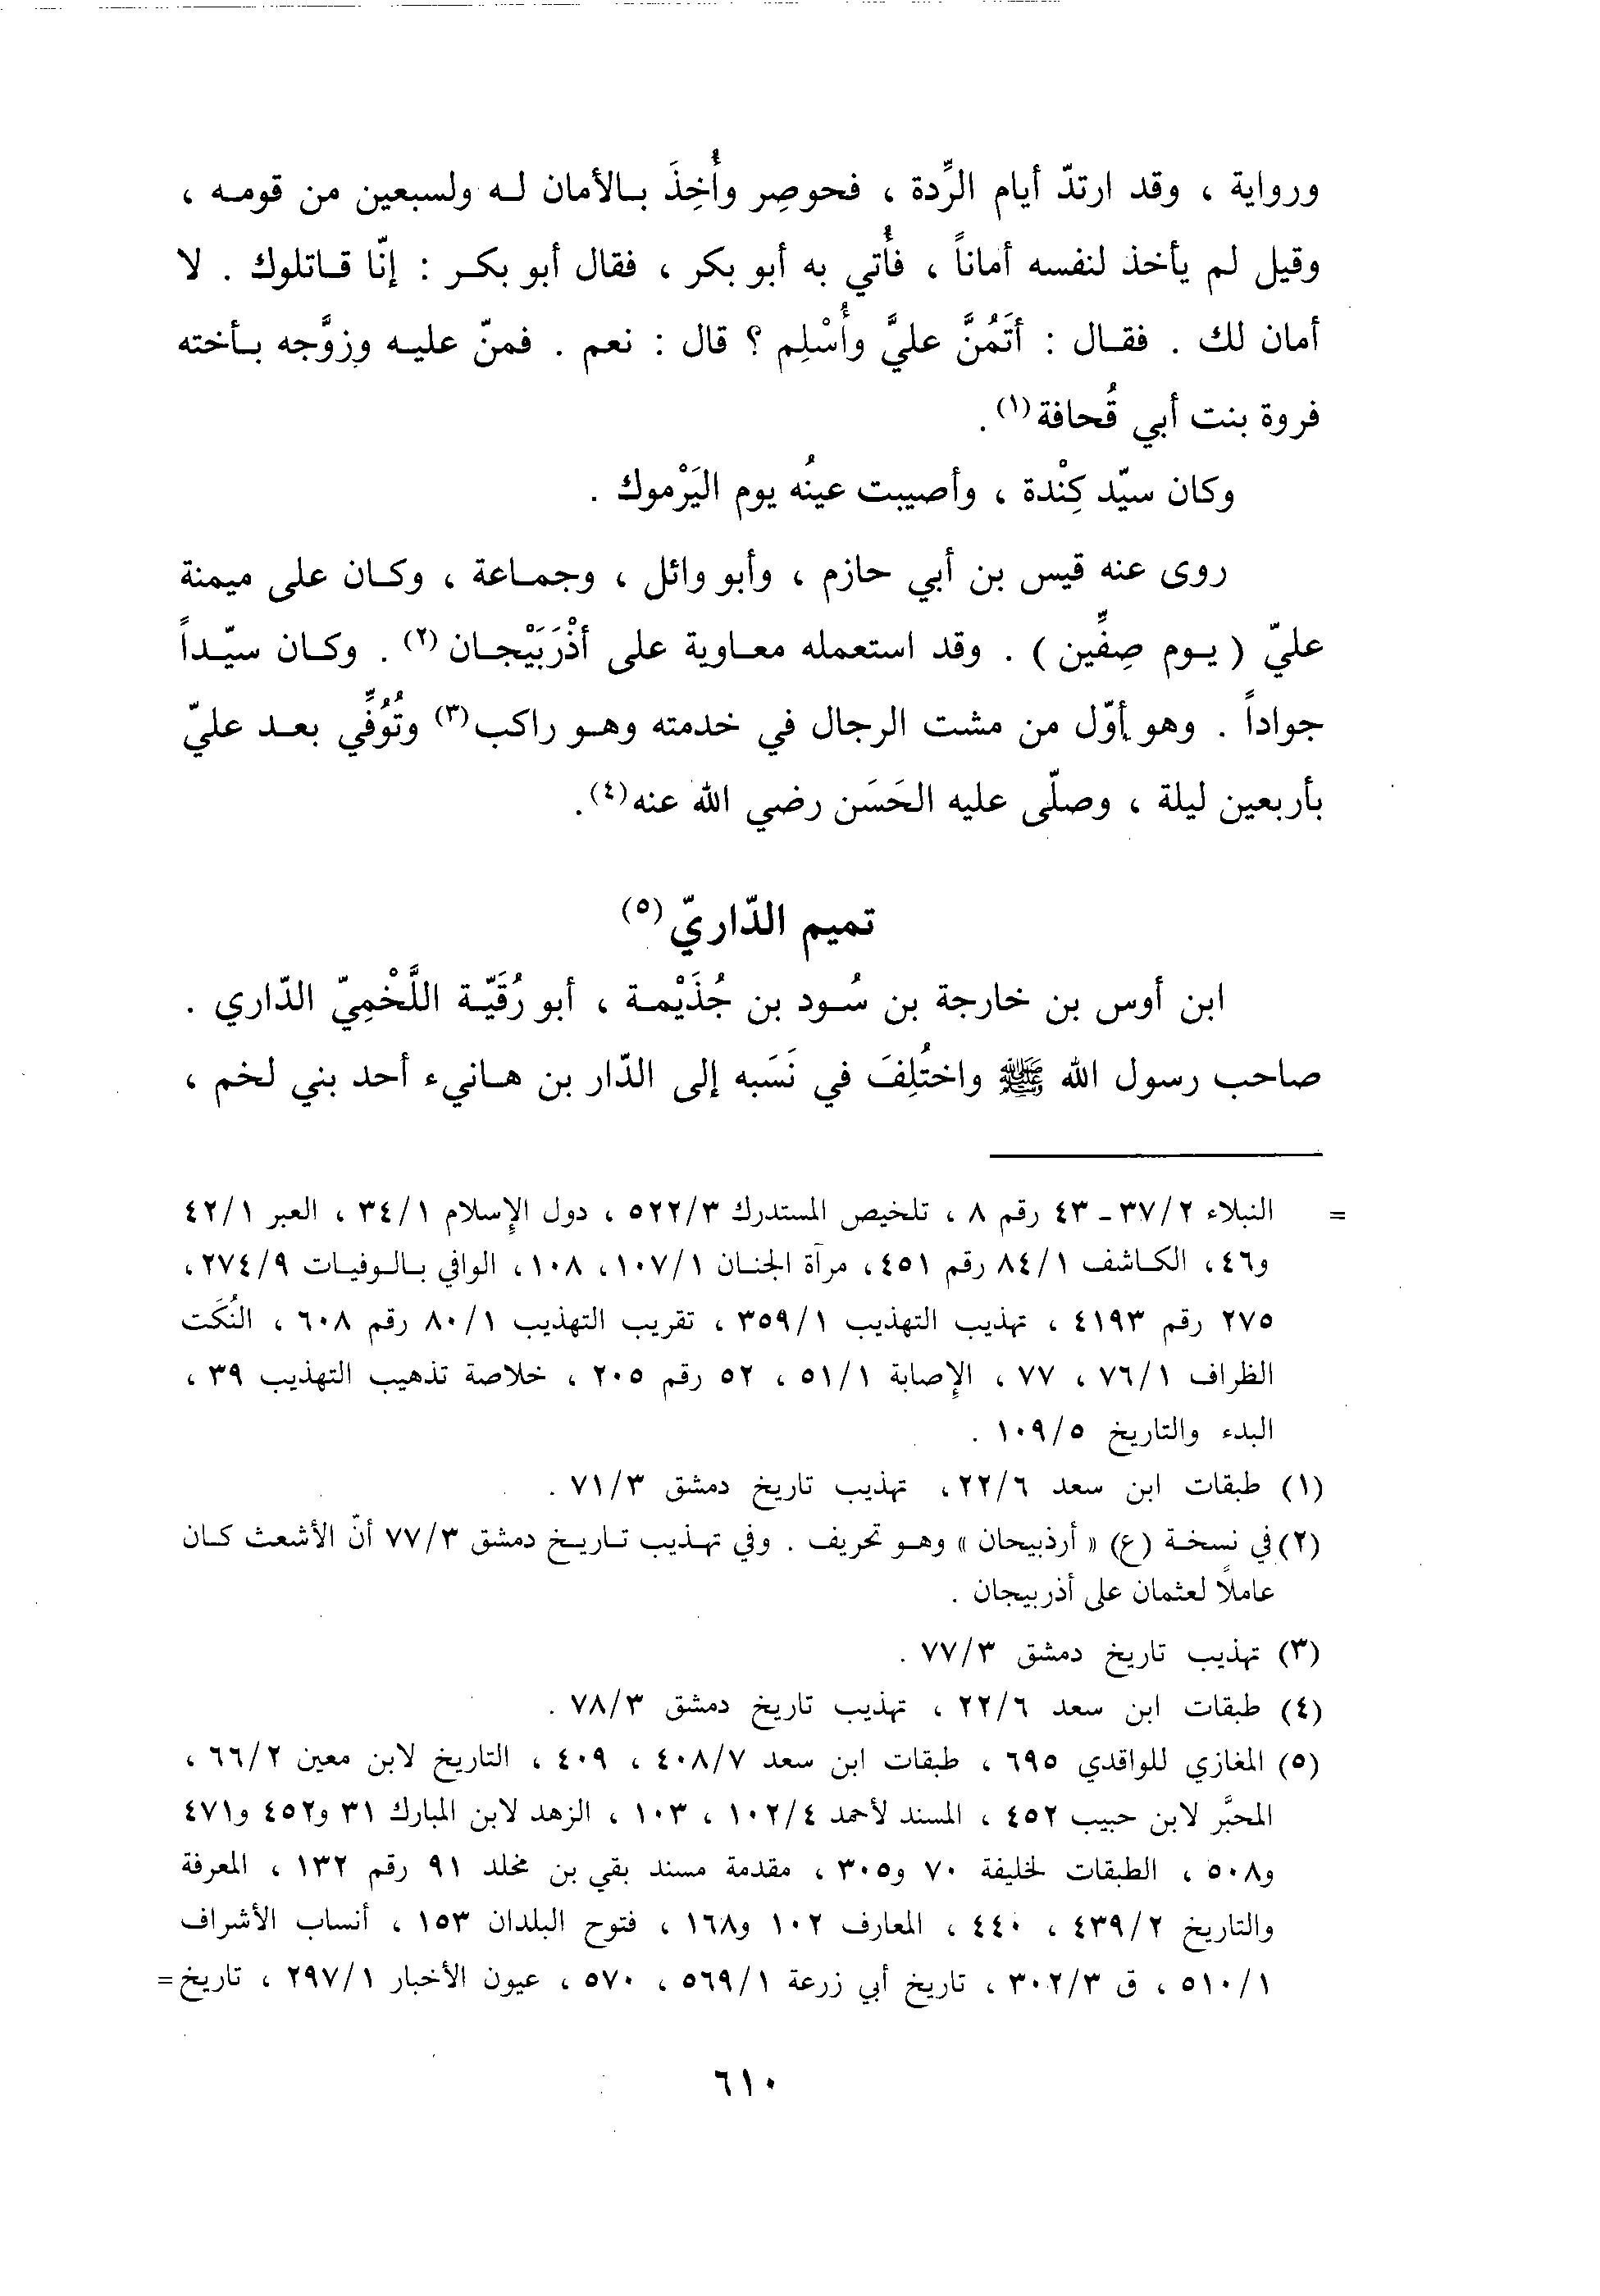 ورواية ، وقد ارتدّ أيام الرِّدة ، فحوصِر وأُخِذَ بالأمان له ولسبعين من قومه ،
وقيل لم يأخذ لنفسه أماناً ، فأُتي به أبو بكر ، فقال أبو بكر : إنّا قاتلوك . لا
أمان لك . فقال : أتَمُنَّ عليَّ وأُسْلِم ؟ قال : نعم . فمنّ عليه وزوَّجه بأخته
فروة بنت أبي قُحافة(١) .
وكان سيّد كِنْدة ، وأصيبت عينُه يوم اليَرْموك .
روى عنه قيس بن أبي حازم ، وأبو وائل ، وجماعة ، وكان على ميمنة
عليّ ( يوم صِفِّين ) . وقد استعمله معاوية على أذْرَبَيْجان(٢) . وكان سيّداً
جواداً . وهو أوّل من مشت الرجال في خدمته وهو راكب(٣) وتُوُفِّي بعد عليّ
بأربعين ليلة ، وصلّى عليه الحَسَن رضي الله عنه(٤) .
تميم الدّاريّ(٥)
ابن أوس بن خارجة بن سُود بن جُذَيْمة ، أبو رُقَيّة اللَّخْمِيّ الدّاري .
صاحب رسول الله ﷺ واختُلِفَ في نَسَبه إلى الدّار بن هانيء أحد بني لخم ،
= النبلاء ٣٧/٢ - ٤٣ رقم ٨ ، تلخيص المستدرك ٥٢٢/٣ ، دول الإسلام ٣٤/١ ، العبر ٤٢/١
و٤٦، الكاشف ٨٤/١ رقم ٤٥١، مرآة الجنان ١٠٧/١، ١٠٨، الوافي بالوفيات ٢٧٤/٩،
٢٧٥ رقم ٤١٩٣ ، تهذيب التهذيب ٣٥٩/١ ، تقريب التهذيب ٨٠/١ رقم ٦٠٨ ، النُكَت
الظراف ٧٦/١ ، ٧٧ ، الإصابة ٥١/١ ، ٥٢ رقم ٢٠٥ ، خلاصة تذهيب التهذيب ٣٩ ،
البدء والتاريخ ١٠٩/٥ .
(١) طبقات ابن سعد ٢٢/٦، تهذيب تاريخ دمشق ٧١/٣ .
(٢) في نسخة (ع) « أرذبيحان » وهو تحريف . وفي تهذيب تاريخ دمشق ٧٧/٣ أنّ الأشعث كان
عاملاً لعثمان على أذربيجان .
(٣) تهذيب تاريخ دمشق ٧٧/٣ .
(٤) طبقات ابن سعد ٢٢/٦ ، تهذيب تاريخ دمشق ٧٨/٣ .
(٥) المغازي للواقدي ٦٩٥ ، طبقات ابن سعد ٤٠٨/٧ ، ٤٠٩ ، التاريخ لابن معين ٦٦/٢ ،
المحبَّر لابن حبيب ٤٥٢ ، المسند لأحمد ١٠٢/٤ ، ١٠٣ ، الزهد لابن المبارك ٣١ و٤٥٢ و٤٧١
و٥٠٨ ، الطبقات لخليفة ٧٠ و٣٠٥ ، مقدمة مسند بقي بن مخلد ٩١ رقم ١٣٢ ، المعرفة
والتاريخ ٤٣٩/٢ ، ٤٤٠ ، المعارف ١٠٢ و١٦٨ ، فتوح البلدان ١٥٣ ، أنساب الأشراف
٥١٠/١ ، ق ٣٠٢/٣ ، تاريخ أبي زرعة ٥٦٩/١ ، ٥٧٠ ، عيون الأخبار ٢٩٧/١ ، تاريخ =
٦١٠